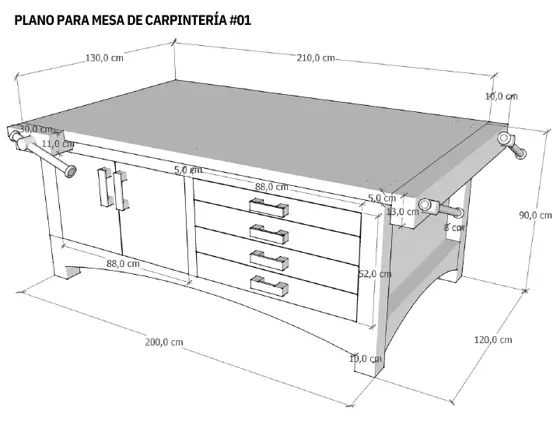 PLANO PARA MESA DE CARPINTERÍA #01
130,0 cm
210,0 cm
10,0 cm
30,0 cm
11,0 cm
5,0 cm
88,0 cm
5,0 cm
13,0 cm
8 cm
90,0 cm
88,0 cm
52,0 cm
200,0 cm
10,0 cm
120,0 cm